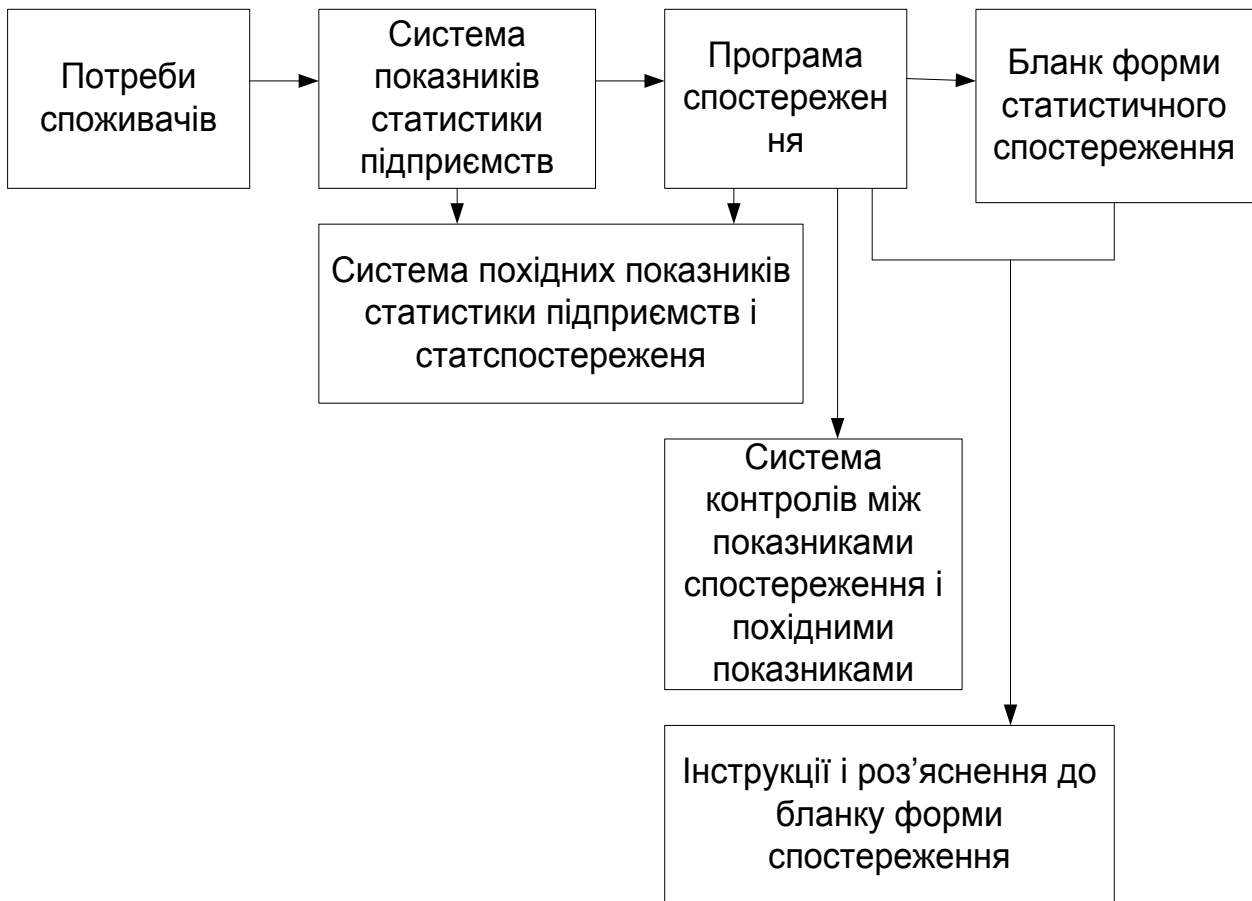 Потреби
споживачів
Система
показників
статистики
підприємств
Програма
спостережен
ня
Бланк форми
статистичного
спостереження
Система похідних показників
статистики підприємств і
статспостереженя
Система
контролів між
показниками
спостереження і
похідними
показниками
Інструкції і роз’яснення до
бланку форми
спостереження